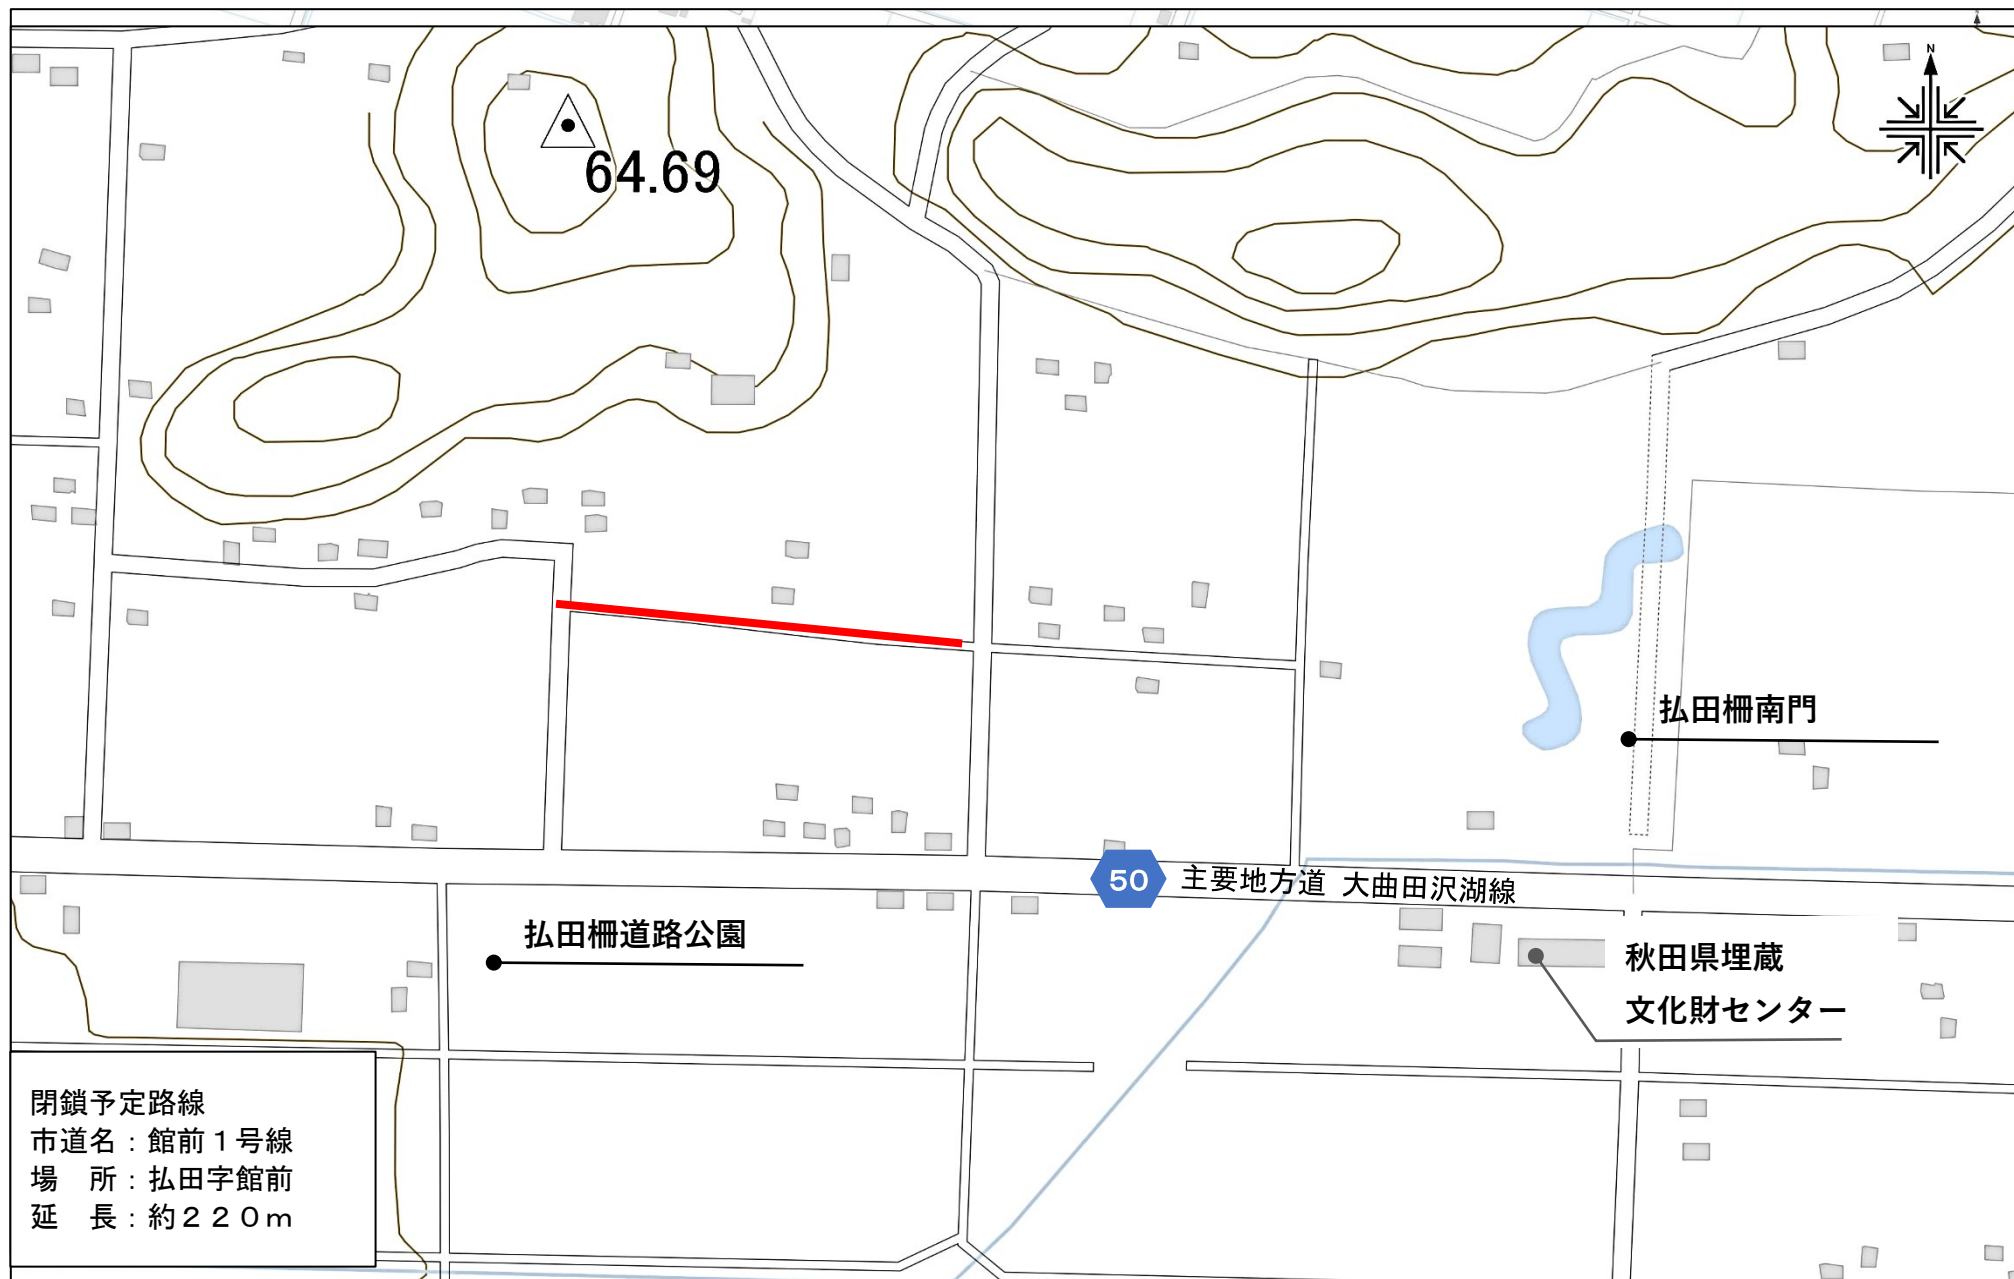 N
64.69
払田柵南門
50 主要地方道 大曲田沢湖線
払田柵道路公園
秋田県埋蔵
文化財センター
閉鎖予定路線
市道名：館前１号線
場　所：払田字館前
延　長：約２２０ｍ